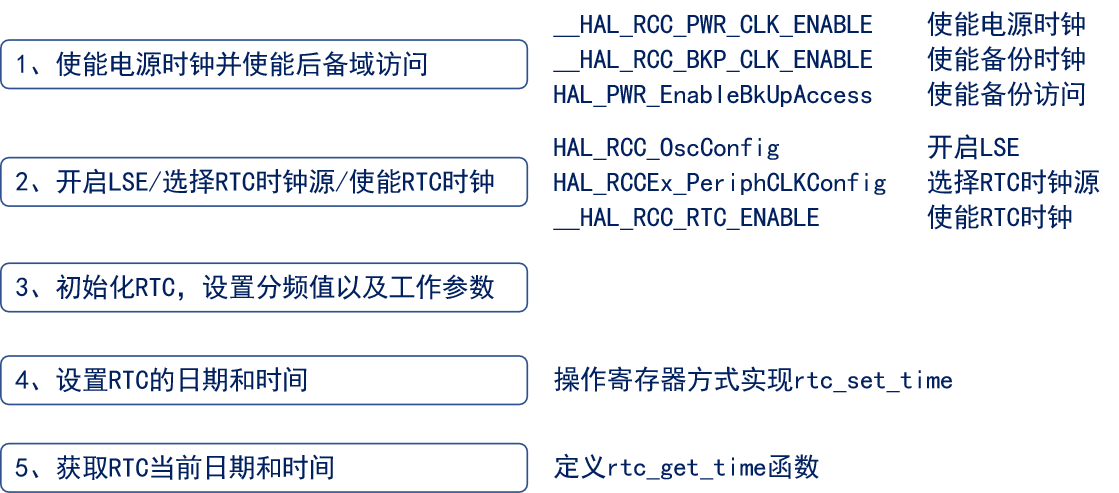 1、使能电源时钟并使能后备域访问
__HAL_RCC_PWR_CLK_ENABLE 使能电源时钟
__HAL_RCC_BKP_CLK_ENABLE 使能备份时钟
HAL_PWR_EnableBkUpAccess 使能备份访问
2、开启LSE/选择RTC时钟源/使能RTC时钟
HAL_RCC_OscConfig 开启LSE
HAL_RCCEx_PeriphCLKConfig 选择RTC时钟源
__HAL_RCC_RTC_ENABLE 使能RTC时钟
3、初始化RTC，设置分频值以及工作参数
4、设置RTC的日期和时间
操作寄存器方式实现rtc_set_time
5、获取RTC当前日期和时间
定义rtc_get_time函数